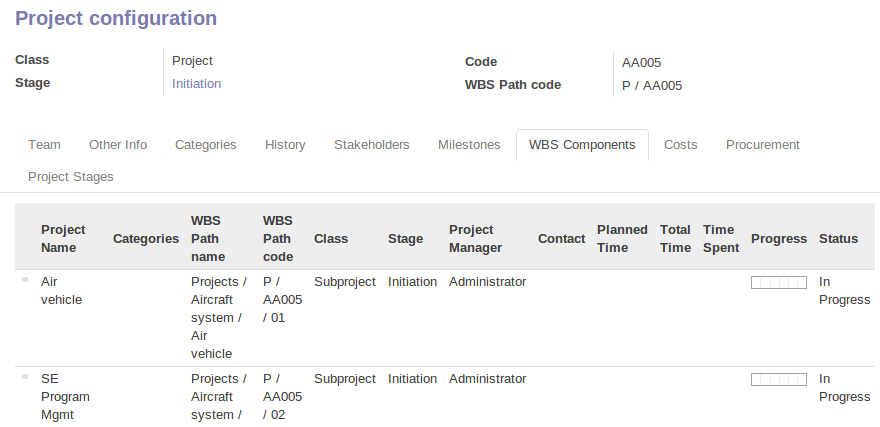 Project configuration
Class Project Code AA005
Stage Initiation WBS Path code P / AA005
Team Other Info Categories History Stakeholders Milestones WBS Components Costs Procurement
Project Stages
Project Name Categories WBS Path name WBS Path code Class Stage Project Manager Contact Planned Time Total Time Time Spent Progress Status
Air vehicle Projects / Aircraft system / Air vehicle P / AA005 / 01 Subproject Initiation Administrator In Progress
SE Program Mgmt Projects / Aircraft system / P / AA005 / 02 Subproject Initiation Administrator In Progress